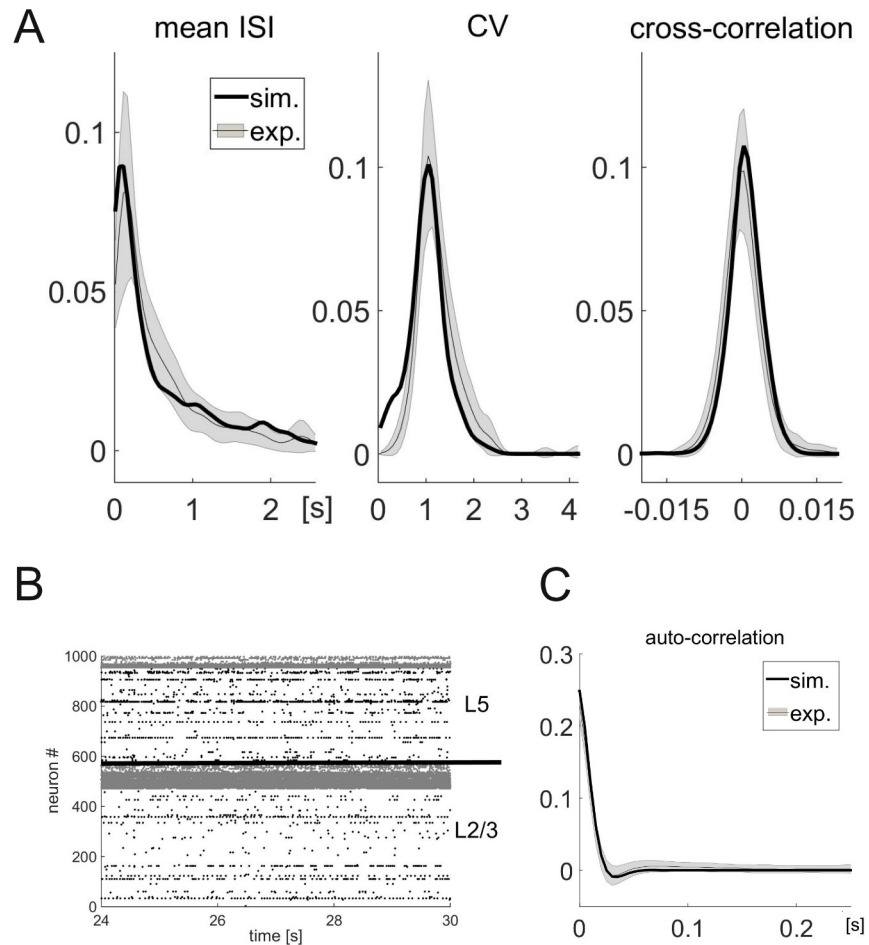 A
mean ISI
CV
cross-correlation
sim.
exp.
0.1
0.05
0
0 1 2 [s]
0.1
0.05
0
0 1 2 3 4
0.1
0.05
0
-0.015 0 0.015
B
1000
800
600
400
200
0
neuron #
L5
L2/3
24 26 28 30
time [s]
C
auto-correlation
sim.
exp.
0.3
0.2
0.1
0
0 0.1 0.2 [s]